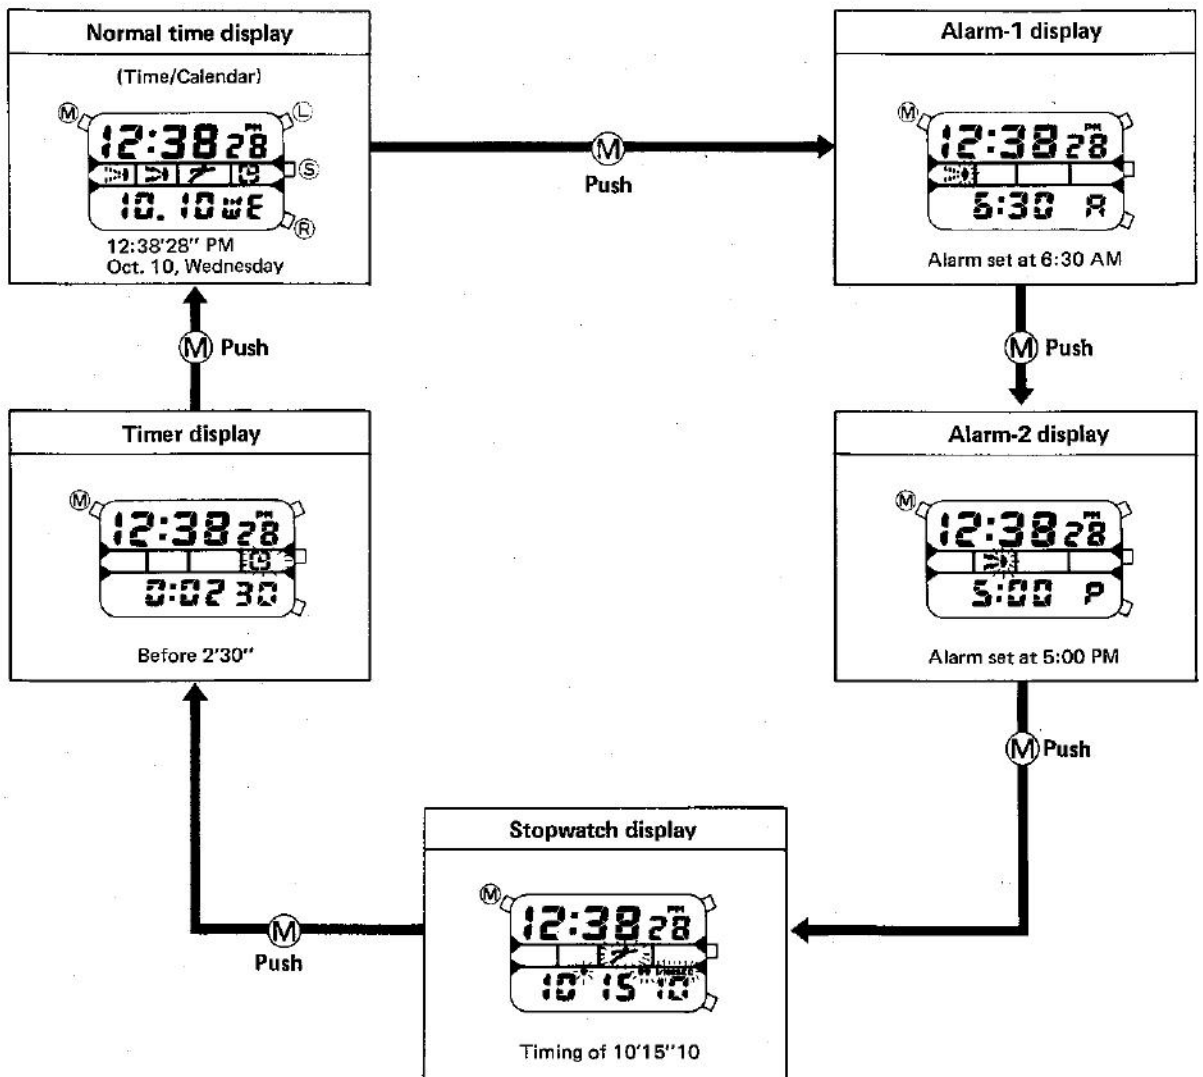 Normal time display
(Time/Calendar)
M
L
12:38 28 PM
S
10.10 WE
R
12:38'28" PM
Oct. 10, Wednesday
M
Push
Alarm-1 display
M
12:38 28 PM
6:30 A
Alarm set at 6:30 AM
M Push
M Push
Timer display
M
12:38 28 PM
0:02 30
Before 2'30"
Alarm-2 display
M
12:38 28 PM
5:00 P
Alarm set at 5:00 PM
M Push
Stopwatch display
M
12:38 28 PM
10 15 10
Timing of 10'15"10
M
Push